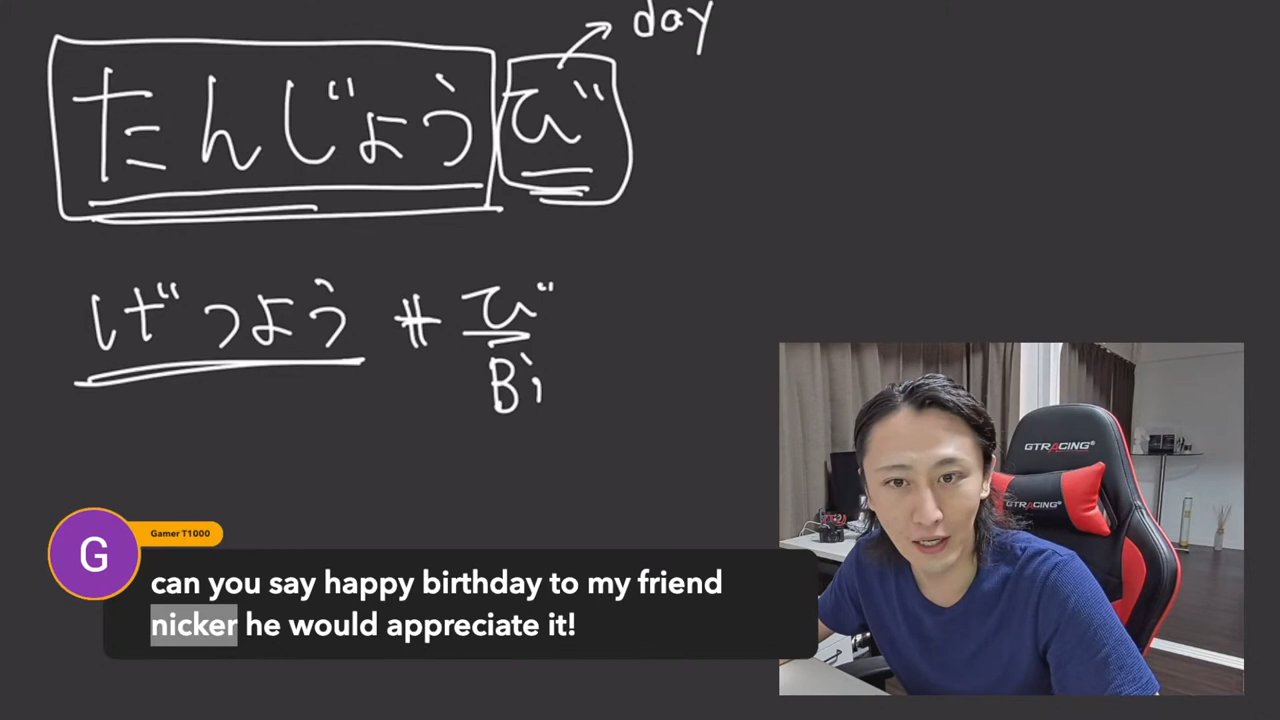 day
たんじょうび
げつよう # び
Bi
GTRACING
GTRACING
Gamer T1000
G
can you say happy birthday to my friend
nicker he would appreciate it!